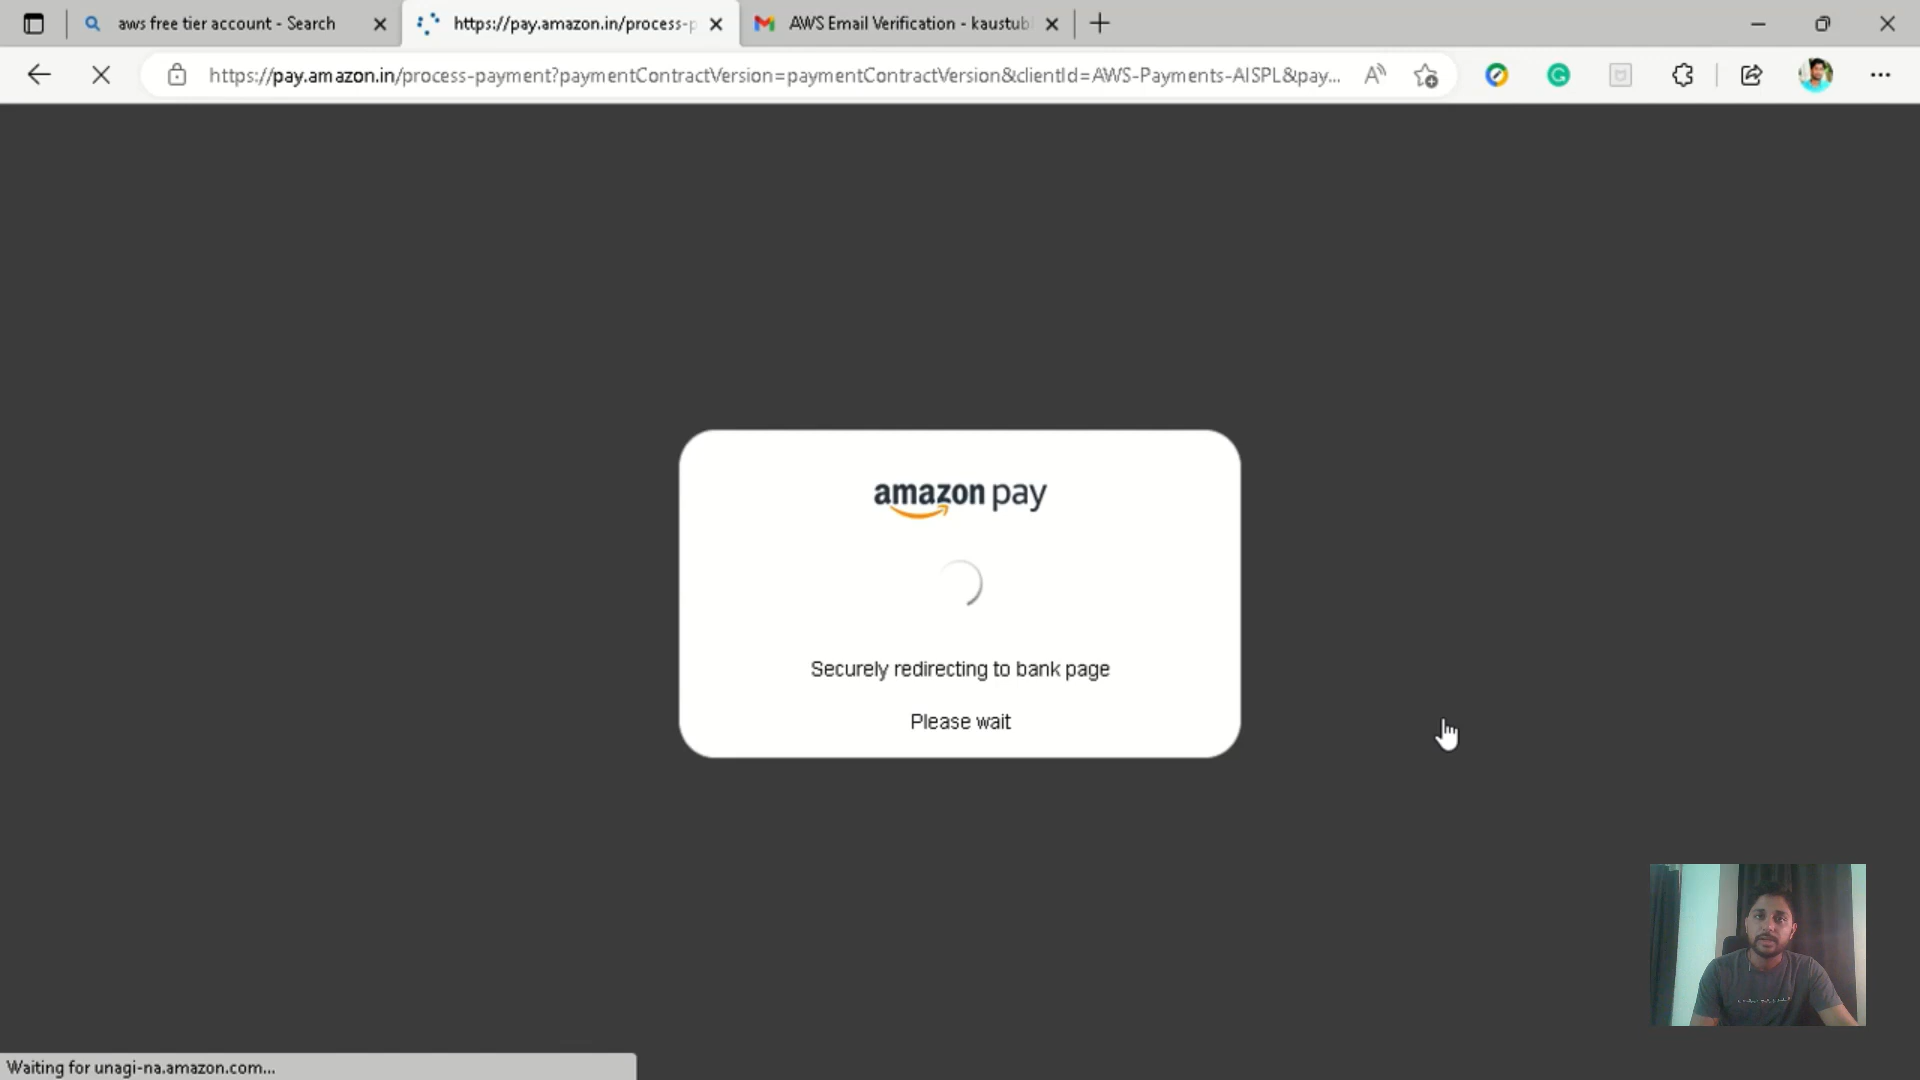 aws free tier account - Search
https://pay.amazon.in/process-p
AWS Email Verification - kaustub
https://pay.amazon.in/process-payment?paymentContractVersion=paymentContractVersion&clientId=AWS-Payments-AISPL&pay...
amazon pay
Securely redirecting to bank page
Please wait
Waiting for unagi-na.amazon.com...